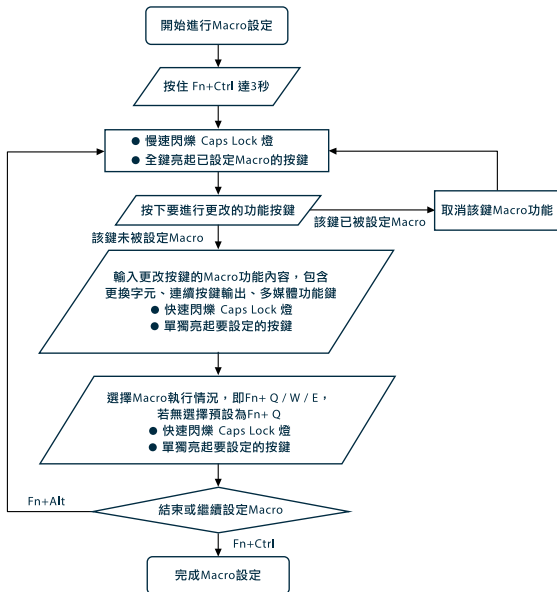 開始進行Macro設定
按住 Fn+Ctrl 達3秒
● 慢速閃爍 Caps Lock 燈
● 全鍵亮起已設定Macro的按鍵
按下要進行更改的功能按鍵
取消該鍵Macro功能
該鍵已被設定Macro
該鍵未被設定Macro
輸入更改按鍵的Macro功能內容，包含
更換字元、連續按鍵輸出、多媒體功能鍵
● 快速閃爍 Caps Lock 燈
● 單獨亮起要設定的按鍵
選擇Macro執行情況，即Fn+ Q / W / E，
若無選擇預設為Fn+ Q
● 快速閃爍 Caps Lock 燈
● 單獨亮起要設定的按鍵
Fn+Alt
結束或繼續設定Macro
Fn+Ctrl
完成Macro設定